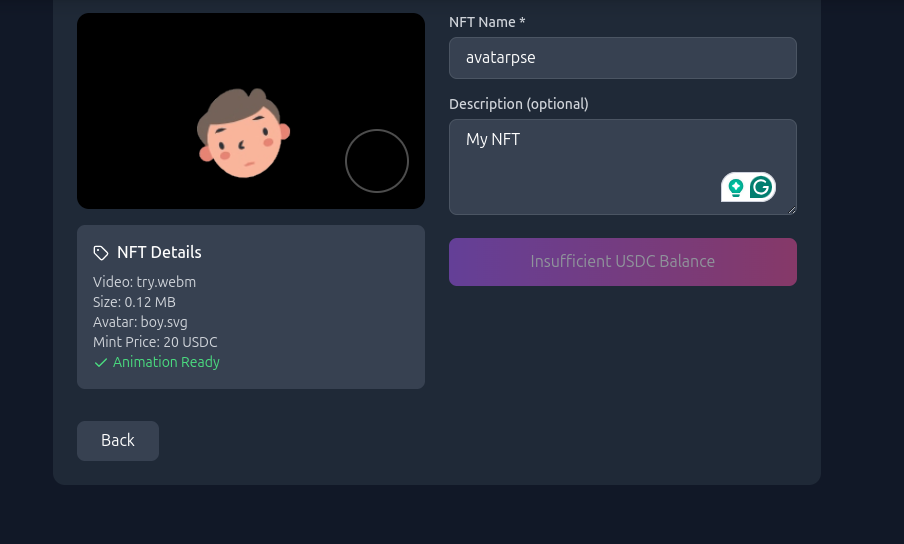 NFT Name *
avatarpse
Description (optional)
My NFT
G
Insufficient USDC Balance
NFT Details
Video: try.webm
Size: 0.12 MB
Avatar: boy.svg
Mint Price: 20 USDC
Animation Ready
Back